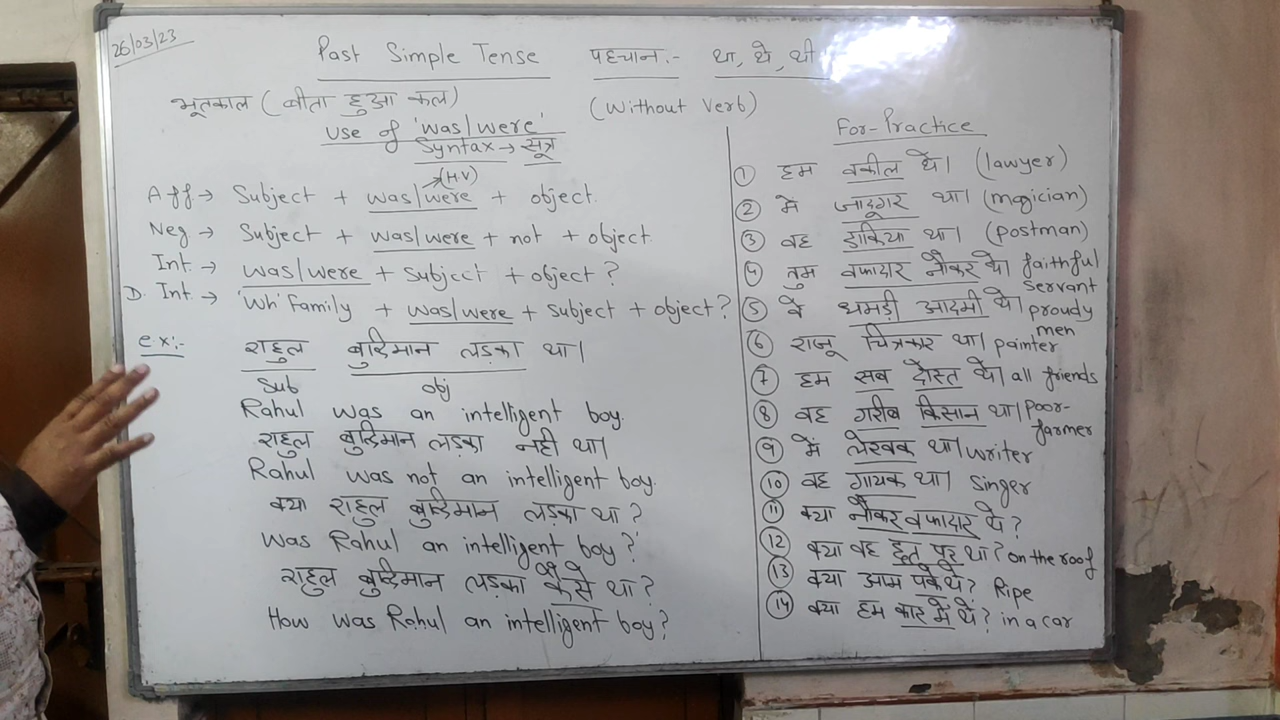 26/03/23
Past Simple Tense पहचान:- था, थे, थी
भूतकाल (बीता हुआ कल) (Without Verb)
Use of 'was/were'
Syntax → सूत्र
→(H.V)
Aff → Subject + was/were + object.
Neg → Subject + was/were + not + object.
Int. → was/were + Subject + object?
D. Int. → 'Wh' Family + was/were + subject + object?
ex:- राहुल बुद्धिमान लड़का था।
Sub obj
Rahul was an intelligent boy.
राहुल बुद्धिमान लड़का नही था।
Rahul was not an intelligent boy.
क्या राहुल बुद्धिमान लड़का था?
Was Rahul an intelligent boy?
राहुल बुद्धिमान लड़का कैसे था?
How was Rahul an intelligent boy?
For-Practice
① हम वकील थे। (lawyer)
② मै जादूगर था। (magician)
③ वह डाकिया था। (postman)
④ तुम वफादार नौकर थे। faithful
servant
⑤ वे घमड़ी आदमी थे। proudy
men
⑥ राजू चित्रकार था। painter
⑦ हम सब दोस्त थे। all friends
⑧ वह गरीब किसान था। poor-
farmer
⑨ में लेखक था। writer
⑩ वह गायक था। singer
⑪ क्या नौकर वफादार थे?
⑫ क्या वह छत पर था? on the roof
⑬ क्या आम पके थे? Ripe
⑭ क्या हम कार में थे? in a car